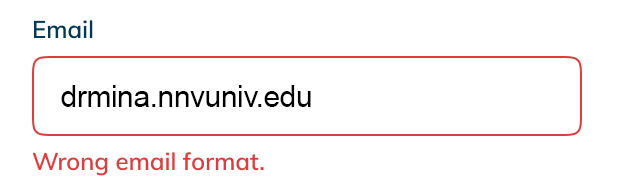 Email
drmina.nnvuniv.edu
Wrong email format.